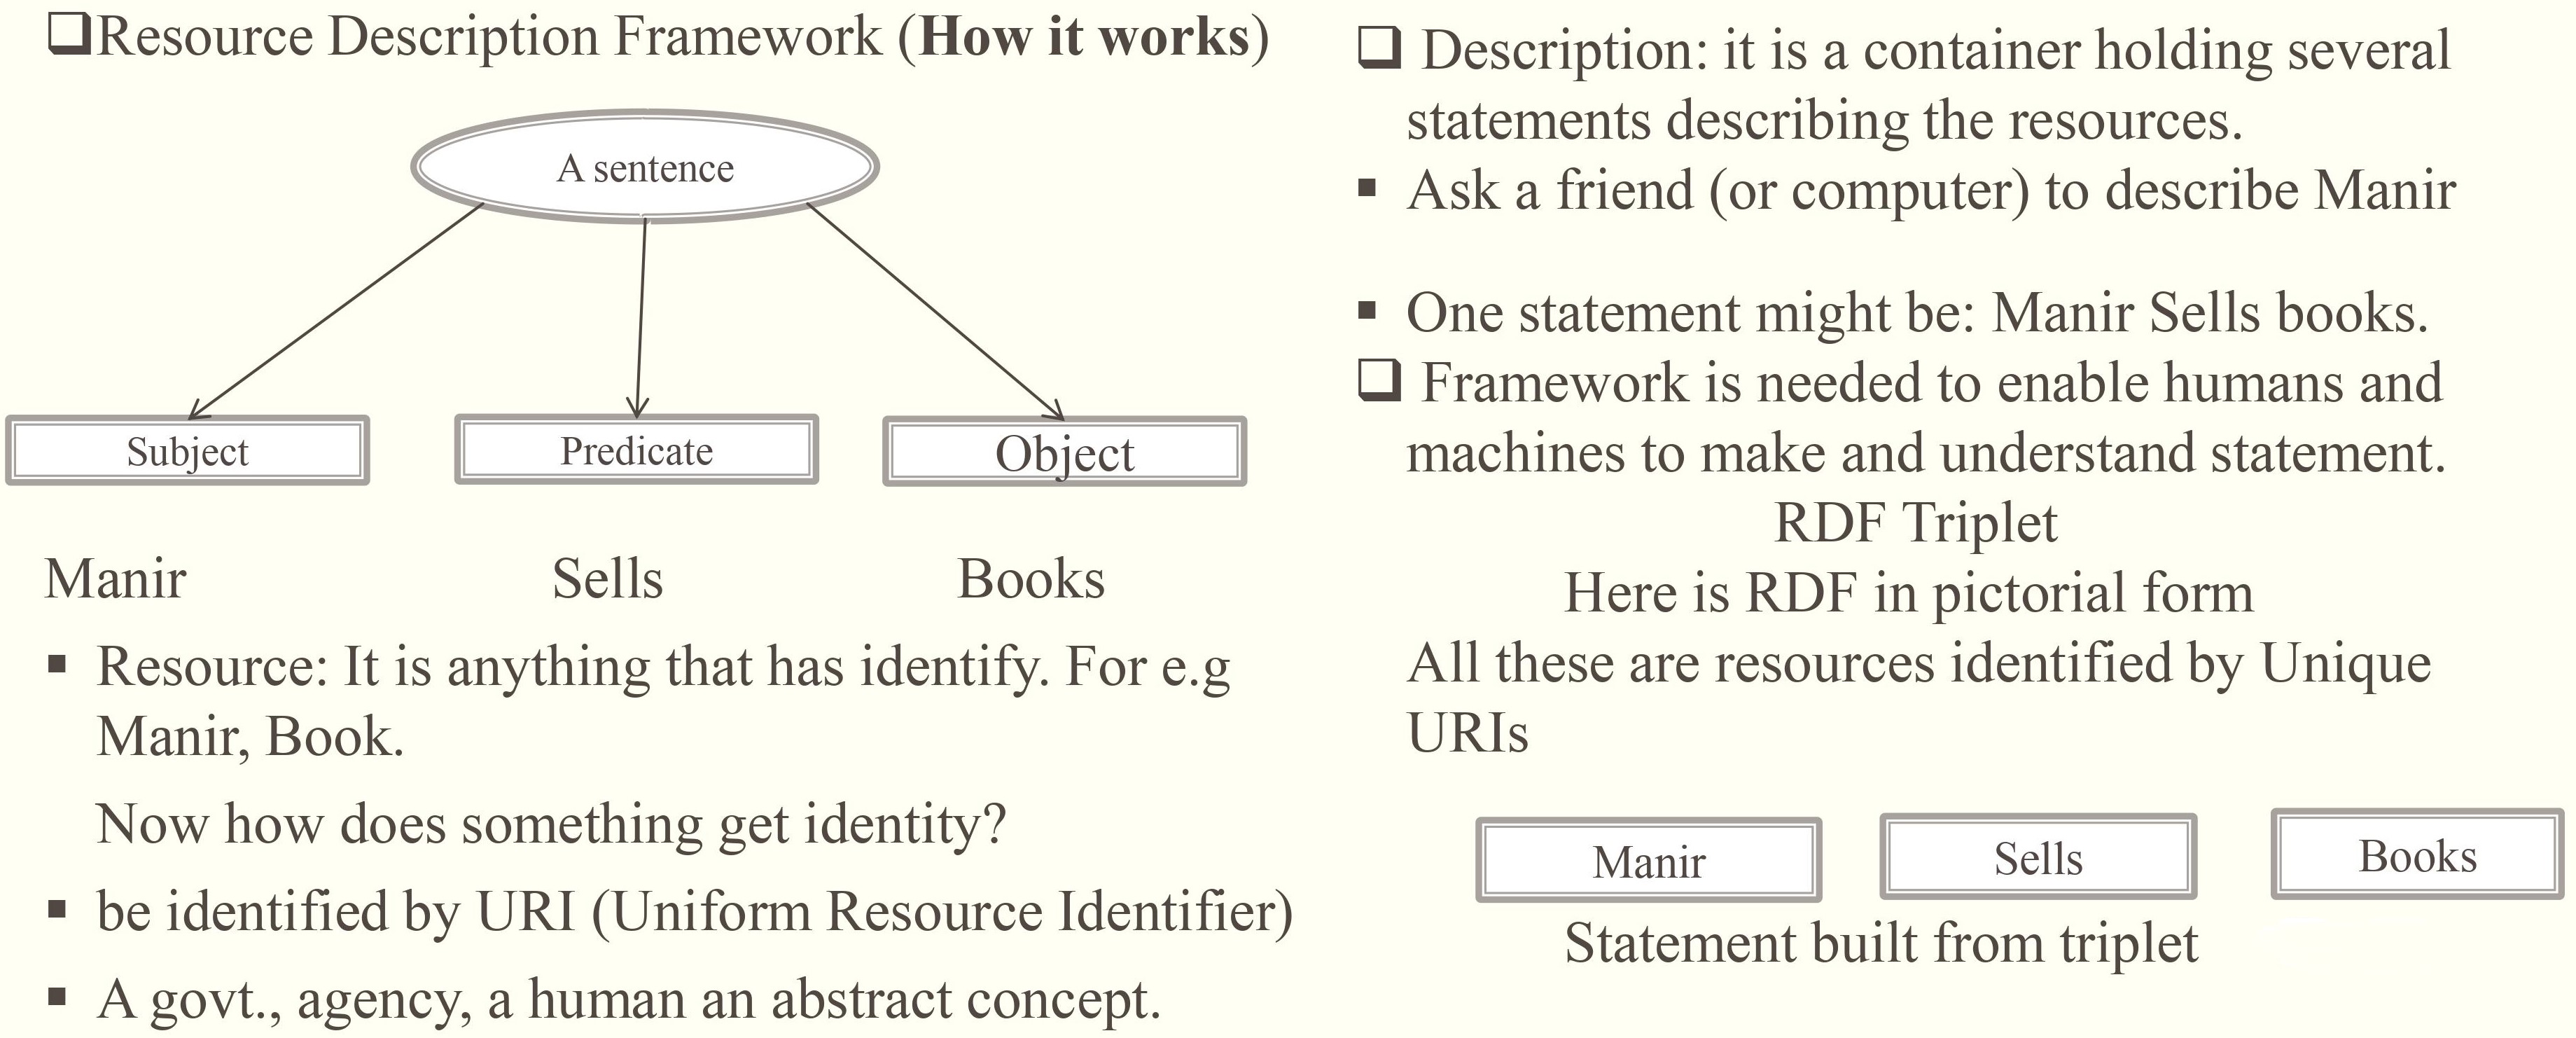 ❑Resource Description Framework (How it works)
A sentence
Subject Predicate Object
Manir Sells Books
▪ Resource: It is anything that has identify. For e.g
Manir, Book.
Now how does something get identity?
▪ be identified by URI (Uniform Resource Identifier)
▪ A govt., agency, a human an abstract concept.
❑ Description: it is a container holding several
statements describing the resources.
▪ Ask a friend (or computer) to describe Manir
▪ One statement might be: Manir Sells books.
❑ Framework is needed to enable humans and
machines to make and understand statement.
RDF Triplet
Here is RDF in pictorial form
All these are resources identified by Unique
URIs
Manir Sells Books
Statement built from triplet